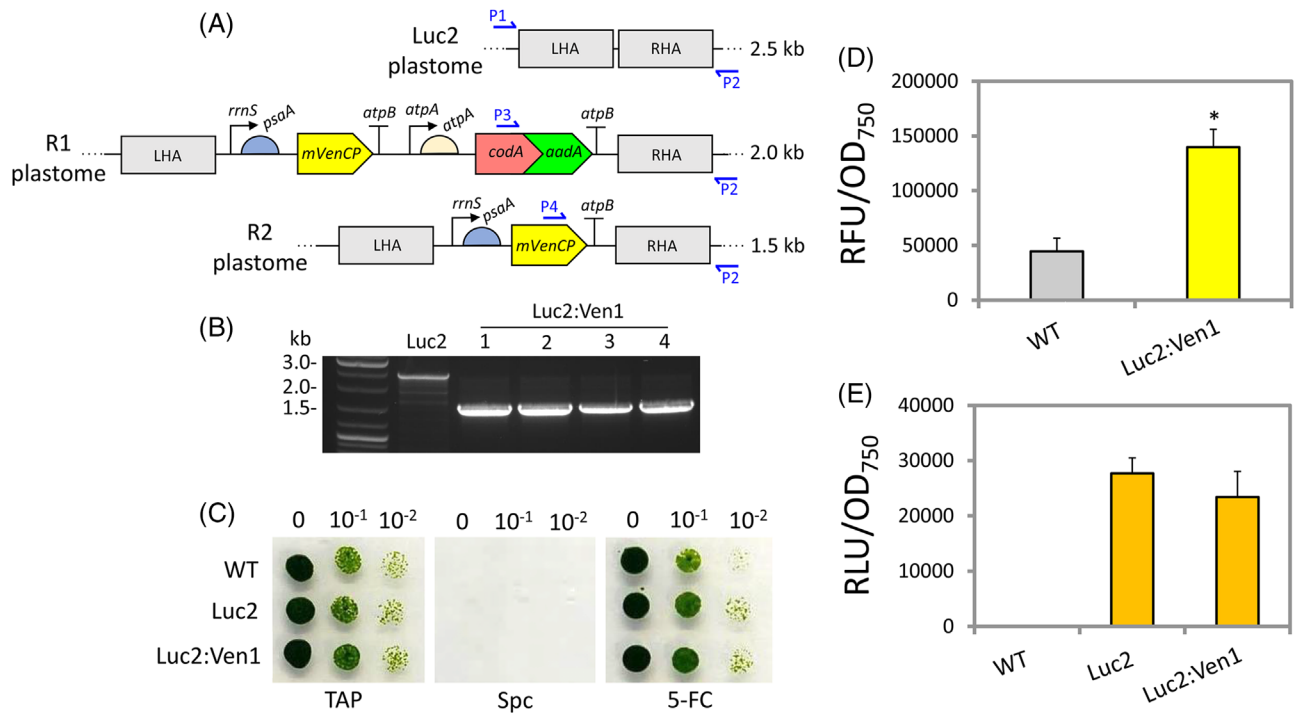 (A)
P1
Luc2
plastome
LHA
RHA
2.5 kb
P2
R1
plastome
LHA
rrnS
psaA
mVenCP
atpB
atpA
atpA
P3
codA
aadA
atpB
RHA
2.0 kb
P2
R2
plastome
LHA
rrnS
psaA
P4
mVenCP
atpB
RHA
1.5 kb
P2
(B)
Luc2:Ven1
kb
Luc2
1 2 3 4
3.0-
2.0-
1.5-
(C)
0 10-1 10-2 0 10-1 10-2 0 10-1 10-2
WT
Luc2
Luc2:Ven1
TAP Spc 5-FC
(D)
RFU/OD750
200000
150000
100000
50000
0
*
WT
Luc2:Ven1
(E)
RLU/OD750
40000
30000
20000
10000
0
WT
Luc2
Luc2:Ven1